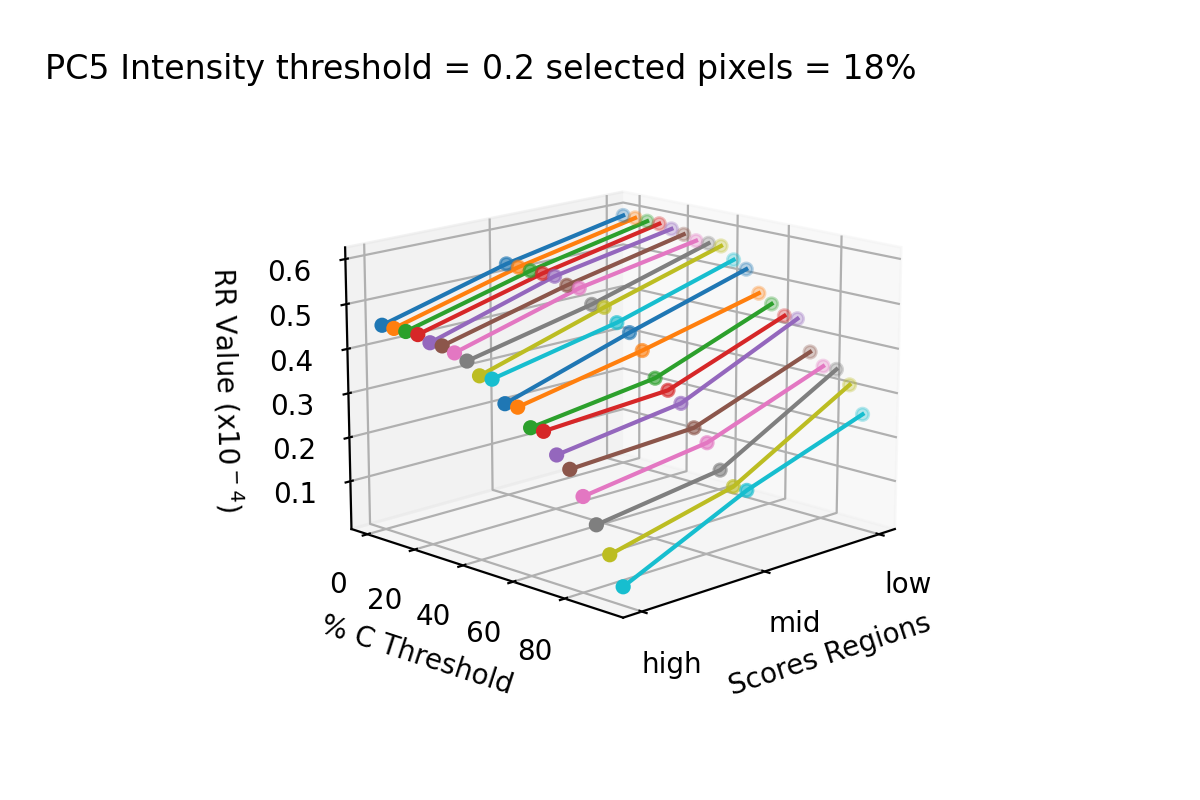 PC5 Intensity threshold = 0.2 selected pixels = 18%
RR Value (x10⁻⁴)
0.6
0.5
0.4
0.3
0.2
0.1
0
20
40
60
80
% C Threshold
high
mid
low
Scores Regions